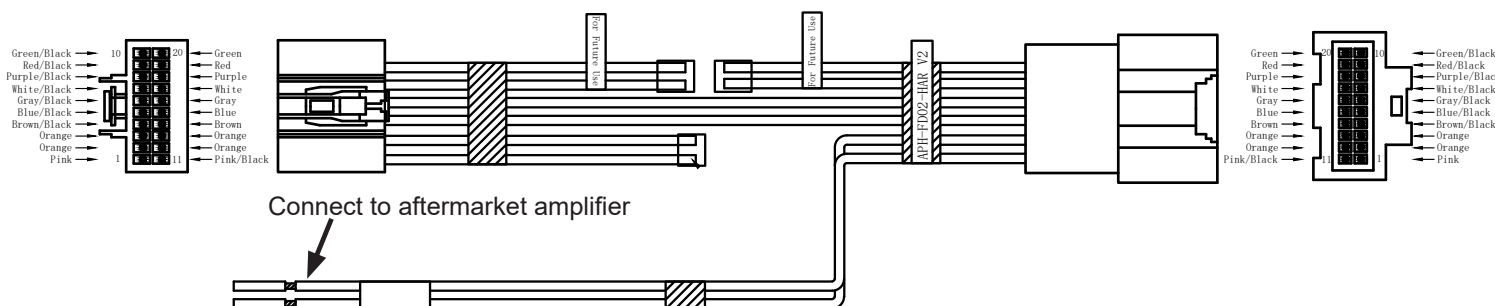 Green/Black 10 20 Green
Red/Black Red
Purple/Black Purple
White/Black White
Gray/Black Gray
Blue/Black Blue
Brown/Black Brown
Orange Orange
Orange Orange
Pink 1 11 Pink/Black
For Future Use
For Future Use
APH-FD02-HAR V2
Green 20 10 Green/Black
Red Red/Black
Purple Purple/Blac
White White/Black
Gray Gray/Black
Blue Blue/Black
Brown Brown/Black
Orange Orange
Orange Orange
Pink/Black 11 1 Pink
Connect to aftermarket amplifier